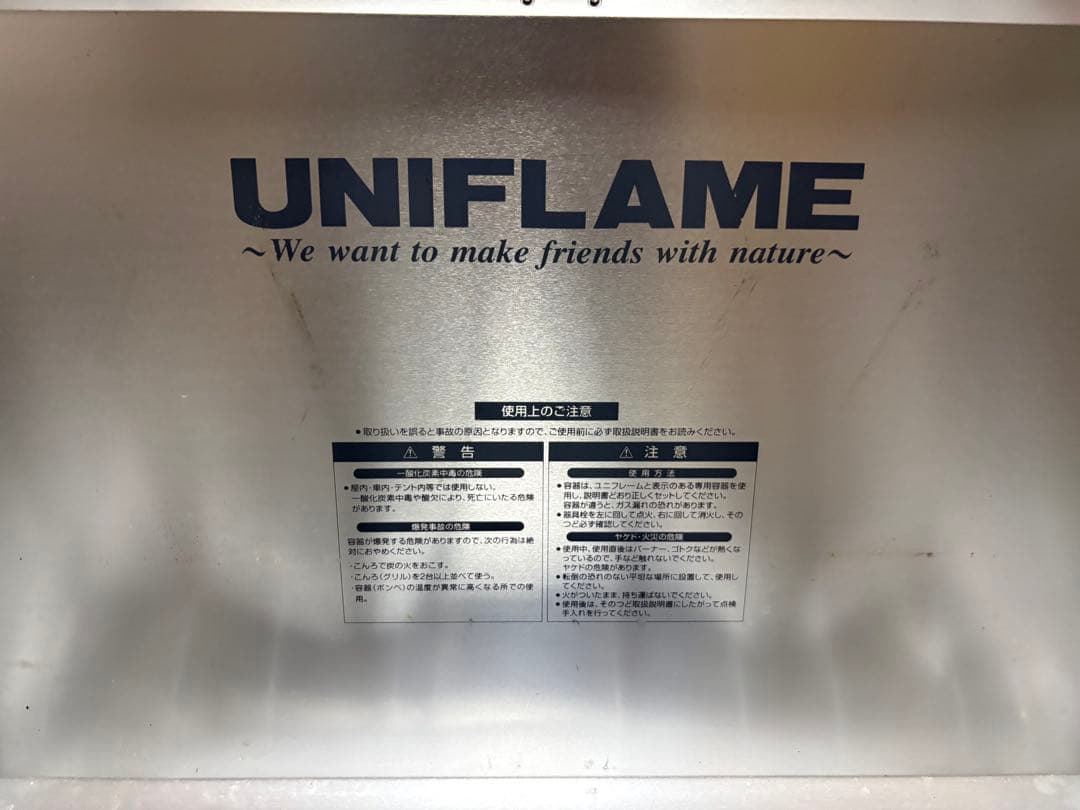 UNIFLAME
~We want to make friends with nature~
使用上のご注意
●取り扱いを誤ると事故の原因となりますので、ご使用前に必ず取扱説明書をお読みください。
⚠ 警告
一酸化炭素中毒の危険
●屋内・車内・テント内等では使用しない。
一酸化炭素中毒や酸欠により、死亡にいたる危険
があります。
爆発事故の危険
容器が爆発する危険がありますので、次の行為は絶
対におやめください。
・こんろで炭の火をおこす。
・こんろ(グリル)を2台以上並べて使う。
・容器(ボンベ)の温度が異常に高くなる所での使
用。
⚠ 注意
使用方法
●容器は、ユニフレームと表示のある専用容器を使
用し、説明書どおり正しくセットしてください。
容器が違うと、ガス漏れの恐れがあります。
●器具栓を左に回して点火、右に回して消火し、その
つど必ず確認してください。
ヤケド・火災の危険
●使用中、使用直後はバーナー、ゴトクなどが熱くな
っているので、手など触れないでください。
ヤケドの危険があります。
●転倒の恐れのない平坦な場所に設置して、使用し
てください。
●火がついたまま、持ち運ばないでください。
●使用後は、そのつど取扱説明書にしたがって点検
手入れを行ってください。